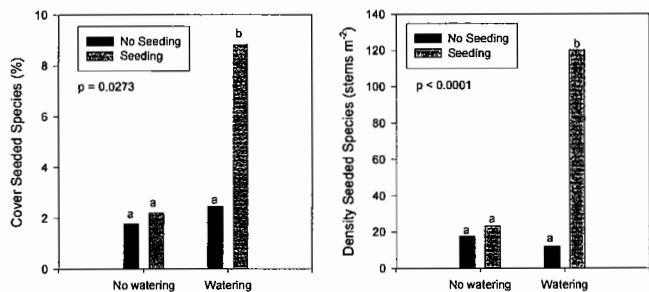 Cover Seeded Species (%)
10
8
6
4
2
0
No Seeding
Seeding
p = 0.0273
a
a
a
b
No watering
Watering
Density Seeded Species (stems m-2)
140
120
100
80
60
40
20
0
No Seeding
Seeding
p < 0.0001
a
a
a
b
No watering
Watering